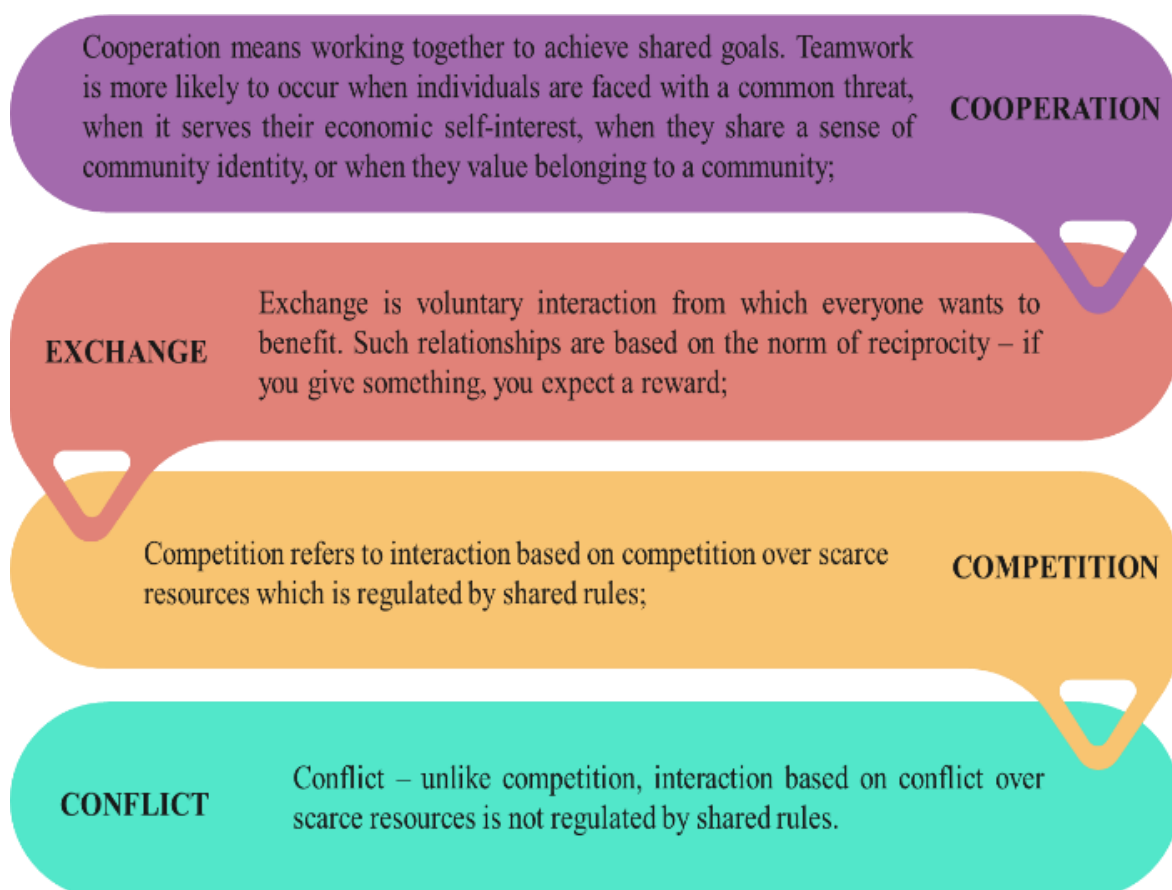 Cooperation means working together to achieve shared goals. Teamwork
is more likely to occur when individuals are faced with a common threat,
when it serves their economic self-interest, when they share a sense of
community identity, or when they value belonging to a community;
COOPERATION
EXCHANGE
Exchange is voluntary interaction from which everyone wants to
benefit. Such relationships are based on the norm of reciprocity – if
you give something, you expect a reward;
Competition refers to interaction based on competition over scarce
resources which is regulated by shared rules;
COMPETITION
CONFLICT
Conflict – unlike competition, interaction based on conflict over
scarce resources is not regulated by shared rules.